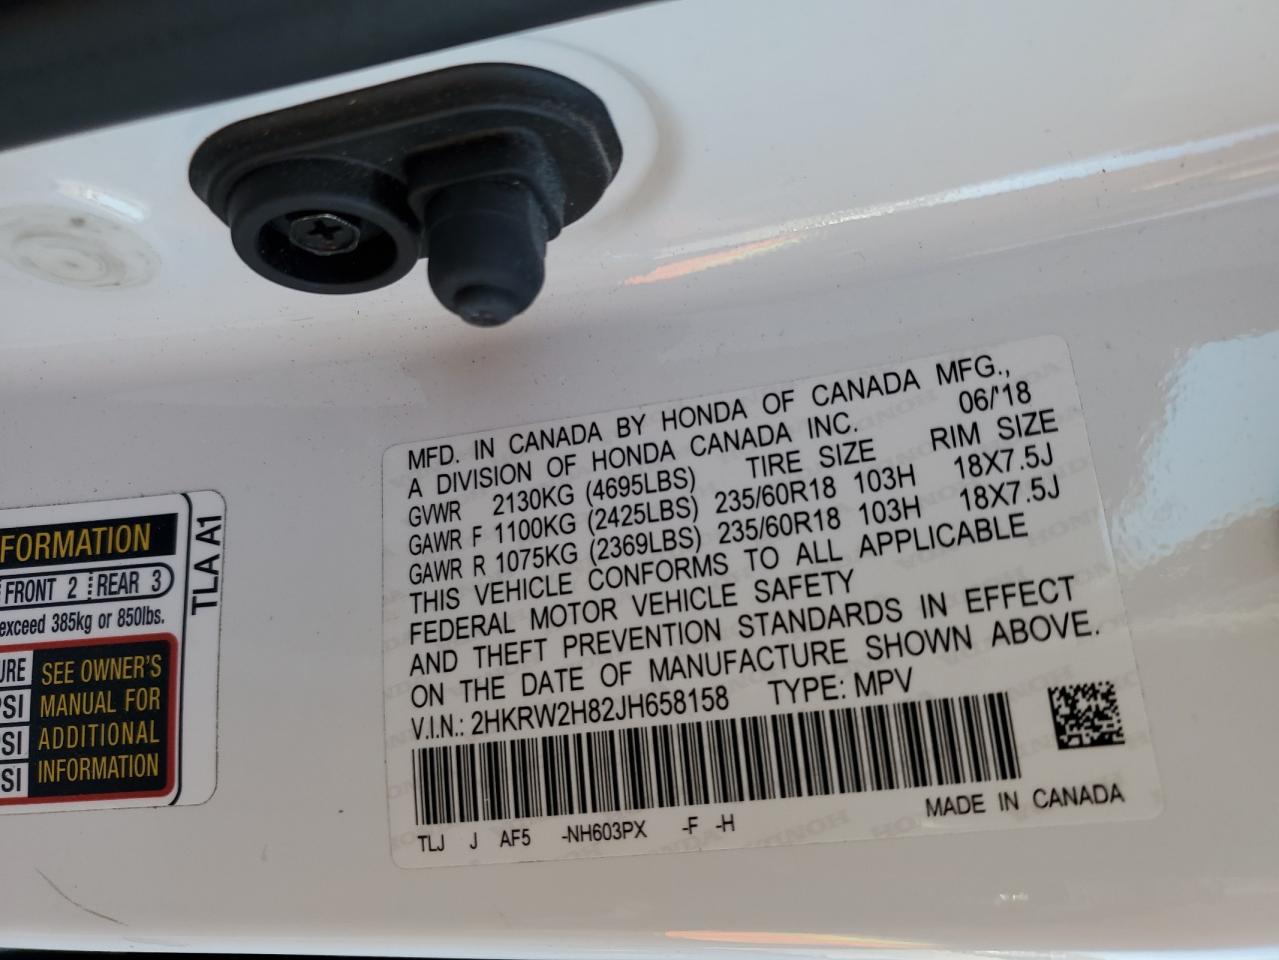 MFD. IN CANADA BY HONDA OF CANADA MFG.,
A DIVISION OF HONDA CANADA INC. 06/'18
GVWR 2130KG (4695LBS) TIRE SIZE RIM SIZE
GAWR F 1100KG (2425LBS) 235/60R18 103H 18X7.5J
GAWR R 1075KG (2369LBS) 235/60R18 103H 18X7.5J
THIS VEHICLE CONFORMS TO ALL APPLICABLE
FEDERAL MOTOR VEHICLE SAFETY
AND THEFT PREVENTION STANDARDS IN EFFECT
ON THE DATE OF MANUFACTURE SHOWN ABOVE.
V.I.N.: 2HKRW2H82JH658158 TYPE: MPV
TLJ J AF5 -NH603PX -F -H MADE IN CANADA
FORMATION
FRONT 2 REAR 3
exceed 385kg or 850lbs.
URE
PSI
PSI
PSI
SEE OWNER'S
MANUAL FOR
ADDITIONAL
INFORMATION
TLA A1